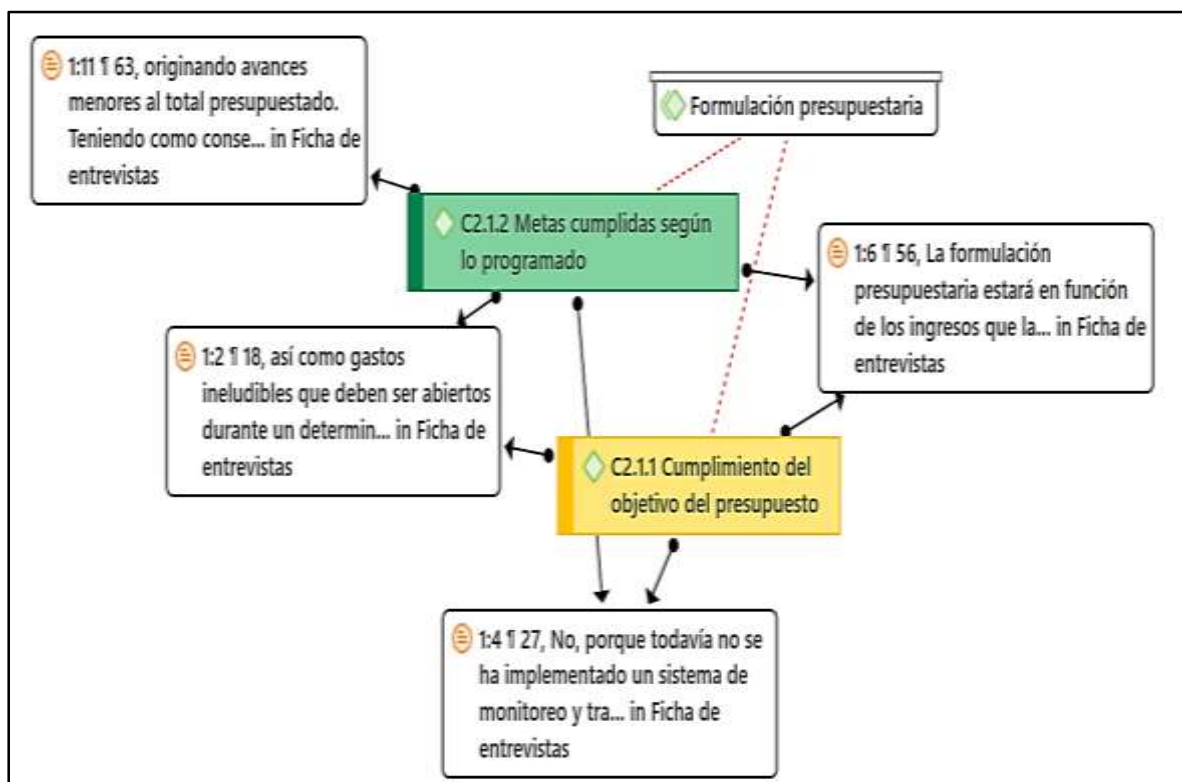 1:11 ¶ 63, originando avances
menores al total presupuestado.
Teniendo como conse... in Ficha de
entrevistas
Formulación presupuestaria
C2.1.2 Metas cumplidas según
lo programado
1:6 ¶ 56, La formulación
presupuestaria estará en función
de los ingresos que la... in Ficha de
entrevistas
1:2 ¶ 18, así como gastos
ineludibles que deben ser abiertos
durante un determin... in Ficha de
entrevistas
C2.1.1 Cumplimiento del
objetivo del presupuesto
1:4 ¶ 27, No, porque todavía no se
ha implementado un sistema de
monitoreo y tra... in Ficha de
entrevistas